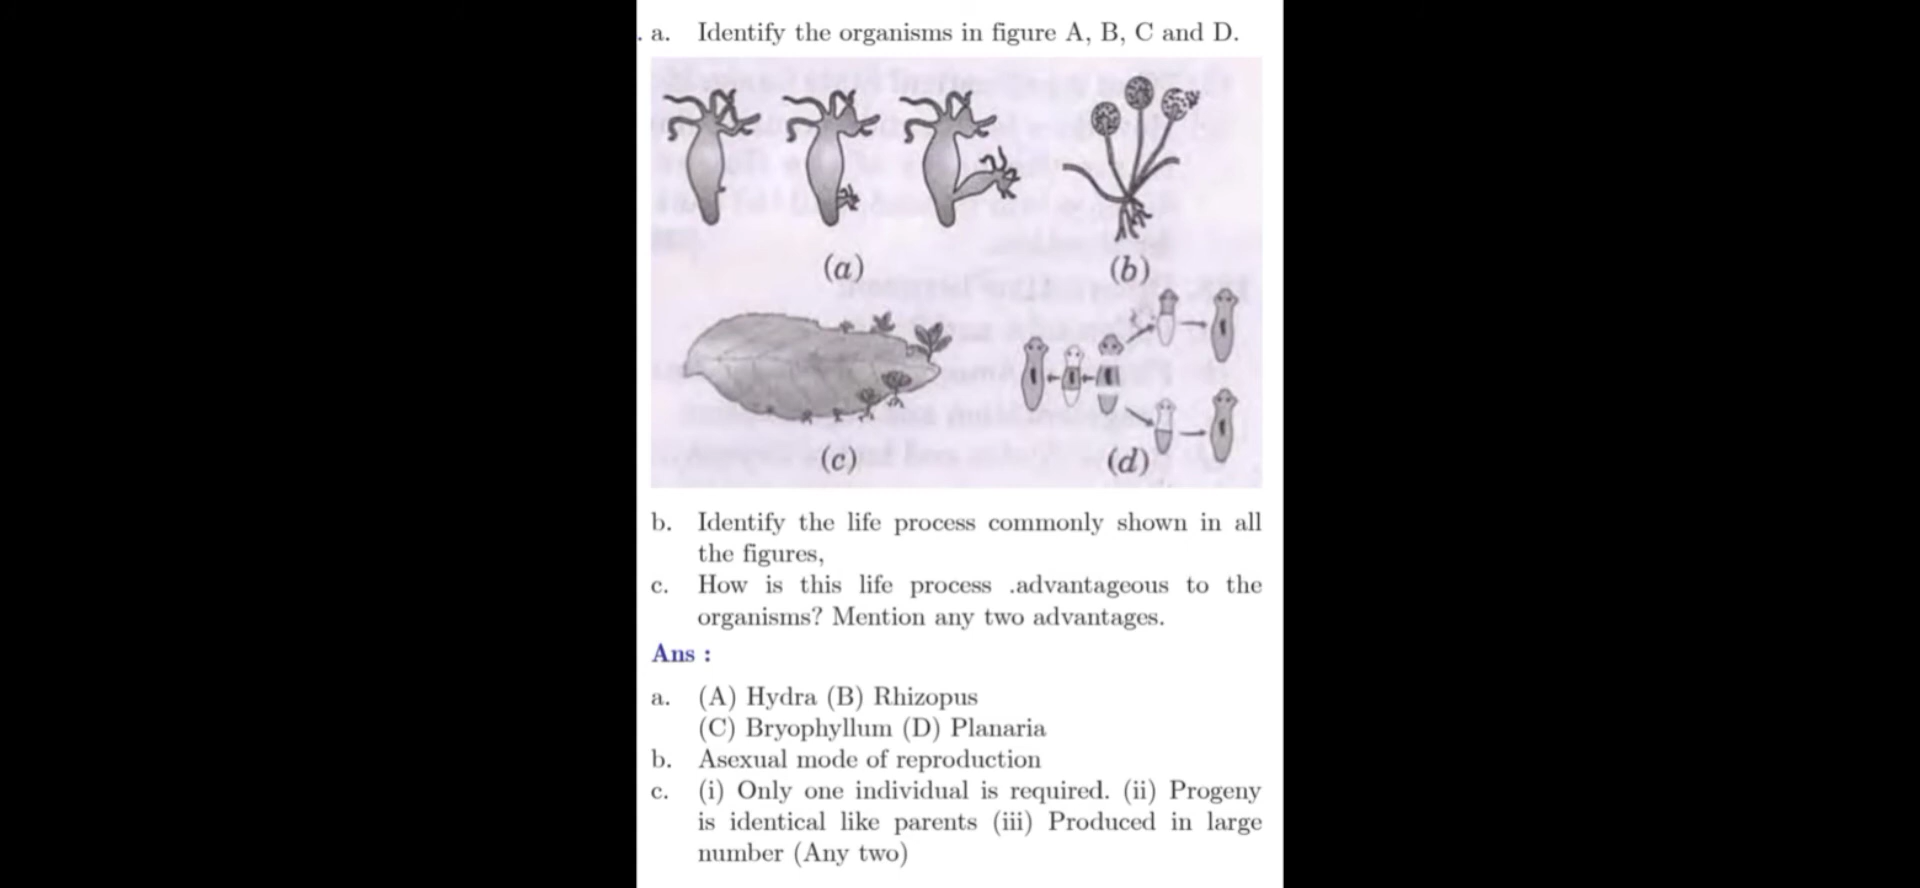 . a. Identify the organisms in figure A, B, C and D.
(a)
(b)
(c)
(d)
b. Identify the life process commonly shown in all
the figures,
c. How is this life process .advantageous to the
organisms? Mention any two advantages.
Ans :
a. (A) Hydra (B) Rhizopus
(C) Bryophyllum (D) Planaria
b. Asexual mode of reproduction
c. (i) Only one individual is required. (ii) Progeny
is identical like parents (iii) Produced in large
number (Any two)